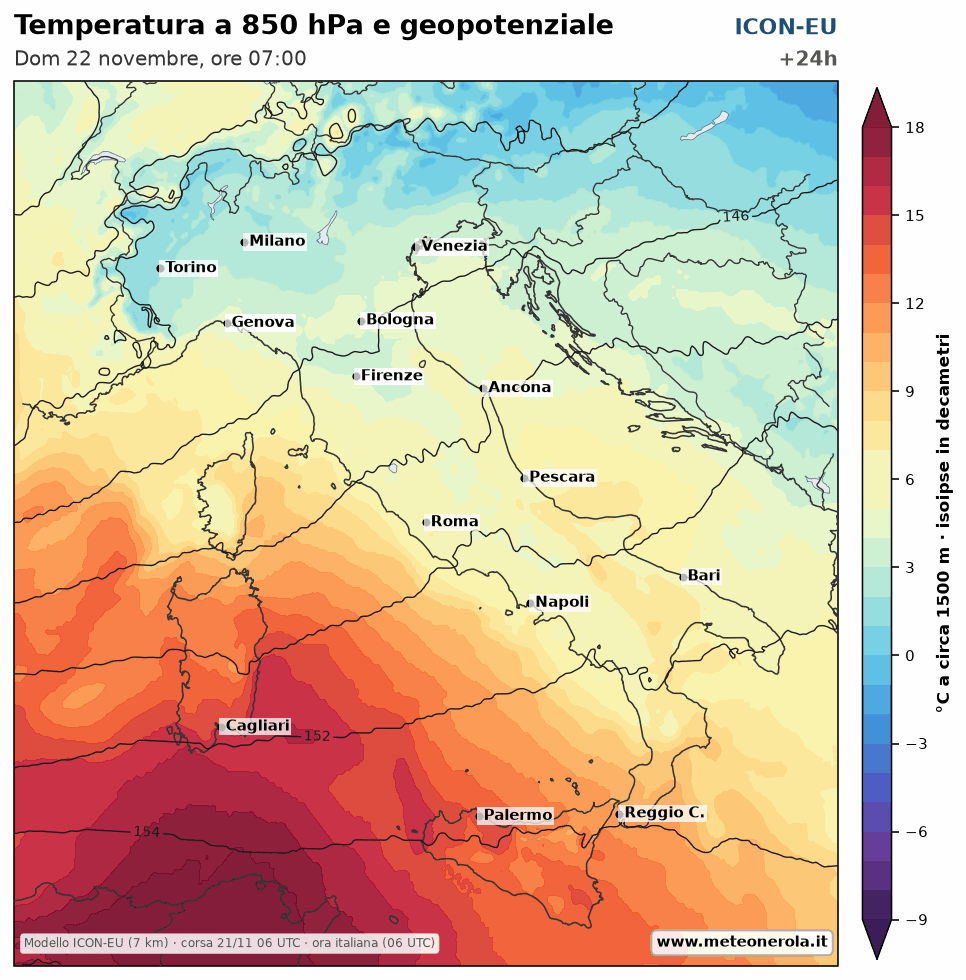 Temperatura a 850 hPa e geopotenziale
ICON-EU
Dom 22 novembre, ore 07:00
+24h
146
Milano
Venezia
Torino
Genova
Bologna
Firenze
Ancona
Pescara
Roma
Bari
Napoli
Cagliari
152
Palermo
Reggio C.
154
Modello ICON-EU (7 km) · corsa 21/11 06 UTC · ora italiana (06 UTC)
www.meteonerola.it
18
15
12
9
6
3
0
−3
−6
−9
°C a circa 1500 m · isoipse in decametri